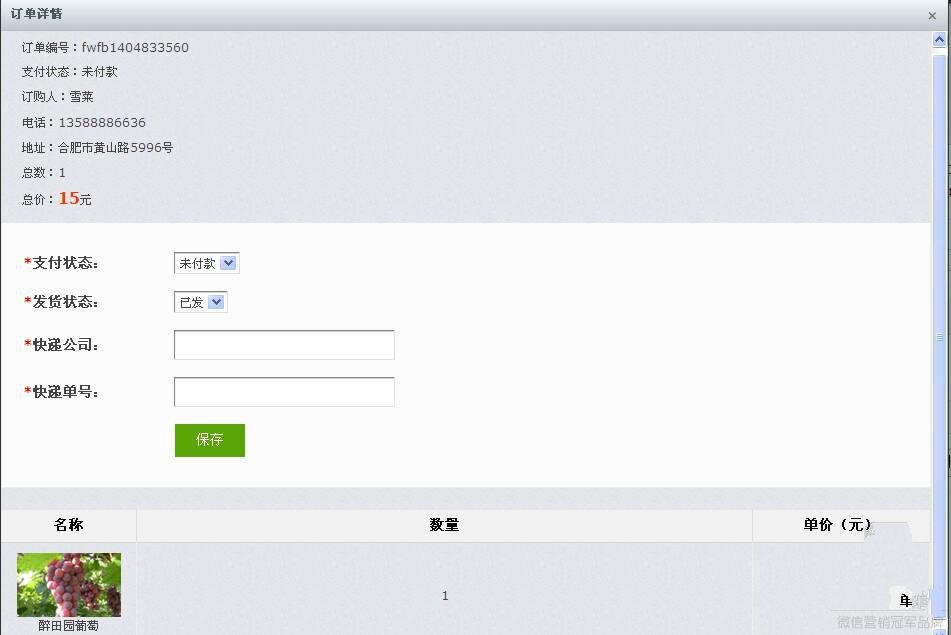 订单详情
订单编号：fwfb1404833560
支付状态：未付款
订购人：雪菜
电话：13588886636
地址：合肥市黄山路5996号
总数：1
总价：15元
*支付状态： 未付款
*发货状态： 已发
*快递公司：
*快递单号：
保存
名称 数量 单价（元）
1
醉田园葡萄
微信营销冠军品牌